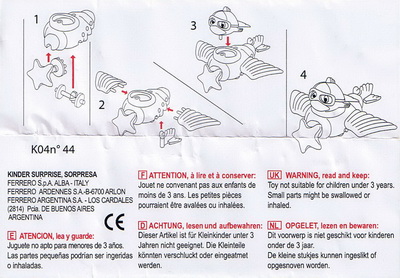 1
2
3
4
K04n° 44
KINDER SURPRISE, SORPRESA
FERRERO S.p.A. ALBA - ITALY
FERRERO ARDENNES S.A.-B-6700 ARLON
FERRERO ARGENTINA S.A. - LOS CARDALES
(2814) Pcia. DE BUENOS AIRES
ARGENTINA
CE
E ATENCION, lea y guarde:
Juguete no apto para menores de 3 años.
Las partes pequeñas podrian ser ingeridas
o inhaladas.
F ATTENTION, à lire et à conserver:
Jouet ne convenant pas aux enfants de
moins de 3 ans. Les petites pièces
pourraient être avalées ou inhalées.
D ACHTUNG, lesen und aufbewahren:
Dieser Artikel ist für Kleinkinder unter 3
Jahren nicht geeignet. Die Kleinteile
könnten verschluckt oder eingeatmet
werden.
UK WARNING, read and keep:
Toy not suitable for children under 3 years.
Small parts might be swallowed or
inhaled.
NL OPGELET, lezen en bewaren:
Dit voorwerp is niet geschikt voor kinderen
onder de 3 jaar.
De kleine stukjes kunnen ingeslikt of
ingeademd worden.